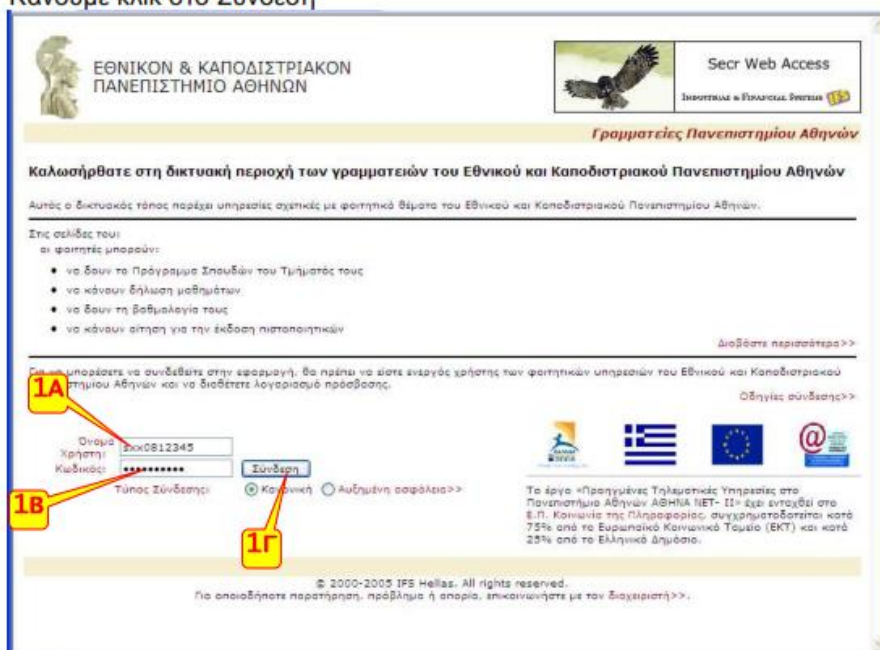 Κάνουμε κλικ στο Σύνδεση
ΕΘΝΙΚΟΝ & ΚΑΠΟΔΙΣΤΡΙΑΚΟΝ
ΠΑΝΕΠΙΣΤΗΜΙΟ ΑΘΗΝΩΝ
Secr Web Access
INDUSTRIAL & FINANCIAL SYSTEMS IFS
Γραμματείες Πανεπιστημίου Αθηνών
Καλωσήρθατε στη δικτυακή περιοχή των γραμματειών του Εθνικού και Καποδιστριακού Πανεπιστημίου Αθηνών
Αυτός ο δικτυακός τόπος παρέχει υπηρεσίες σχετικές με φοιτητικά θέματα του Εθνικού και Καποδιστριακού Πανεπιστημίου Αθηνών.
Στις σελίδες του:
οι φοιτητές μπορούν:
• να δουν το Πρόγραμμα Σπουδών του Τμήματός τους
• να κάνουν δήλωση μαθημάτων
• να δουν τη βαθμολογία τους
• να κάνουν αίτηση για την έκδοση πιστοποιητικών
Διαβάστε περισσότερα>>
Για να μπορέσετε να συνδεθείτε στην εφαρμογή, θα πρέπει να είστε ενεργός χρήστης των φοιτητικών υπηρεσιών του Εθνικού και Καποδιστριακού
Αθηνών και να διαθέτετε λογαριασμό πρόσβασης.
1Α
Οδηγίες σύνδεσης>>
Όνομα
Χρήστη:
sxx0812345
Κωδικός: •••••••••• Σύνδεση
1Β
Τύπος Σύνδεσης: Κανονική Αυξημένη ασφάλεια>>
1Γ
Το έργο «Προηγμένες Τηλεματικές Υπηρεσίες στο
Πανεπιστήμιο Αθηνών ΑΘΗΝΑ NET- II» έχει ενταχθεί στο
Ε.Π. Κοινωνία της Πληροφορίας, συγχρηματοδοτείται κατά
75% από το Ευρωπαϊκό Κοινωνικό Ταμείο (ΕΚΤ) και κατά
25% από το Ελληνικό Δημόσιο.
© 2000-2005 IFS Hellas. All rights reserved.
Για οποιοδήποτε παρατήρηση, πρόβλημα ή απορία, επικοινωνήστε με τον διαχειριστή>>.